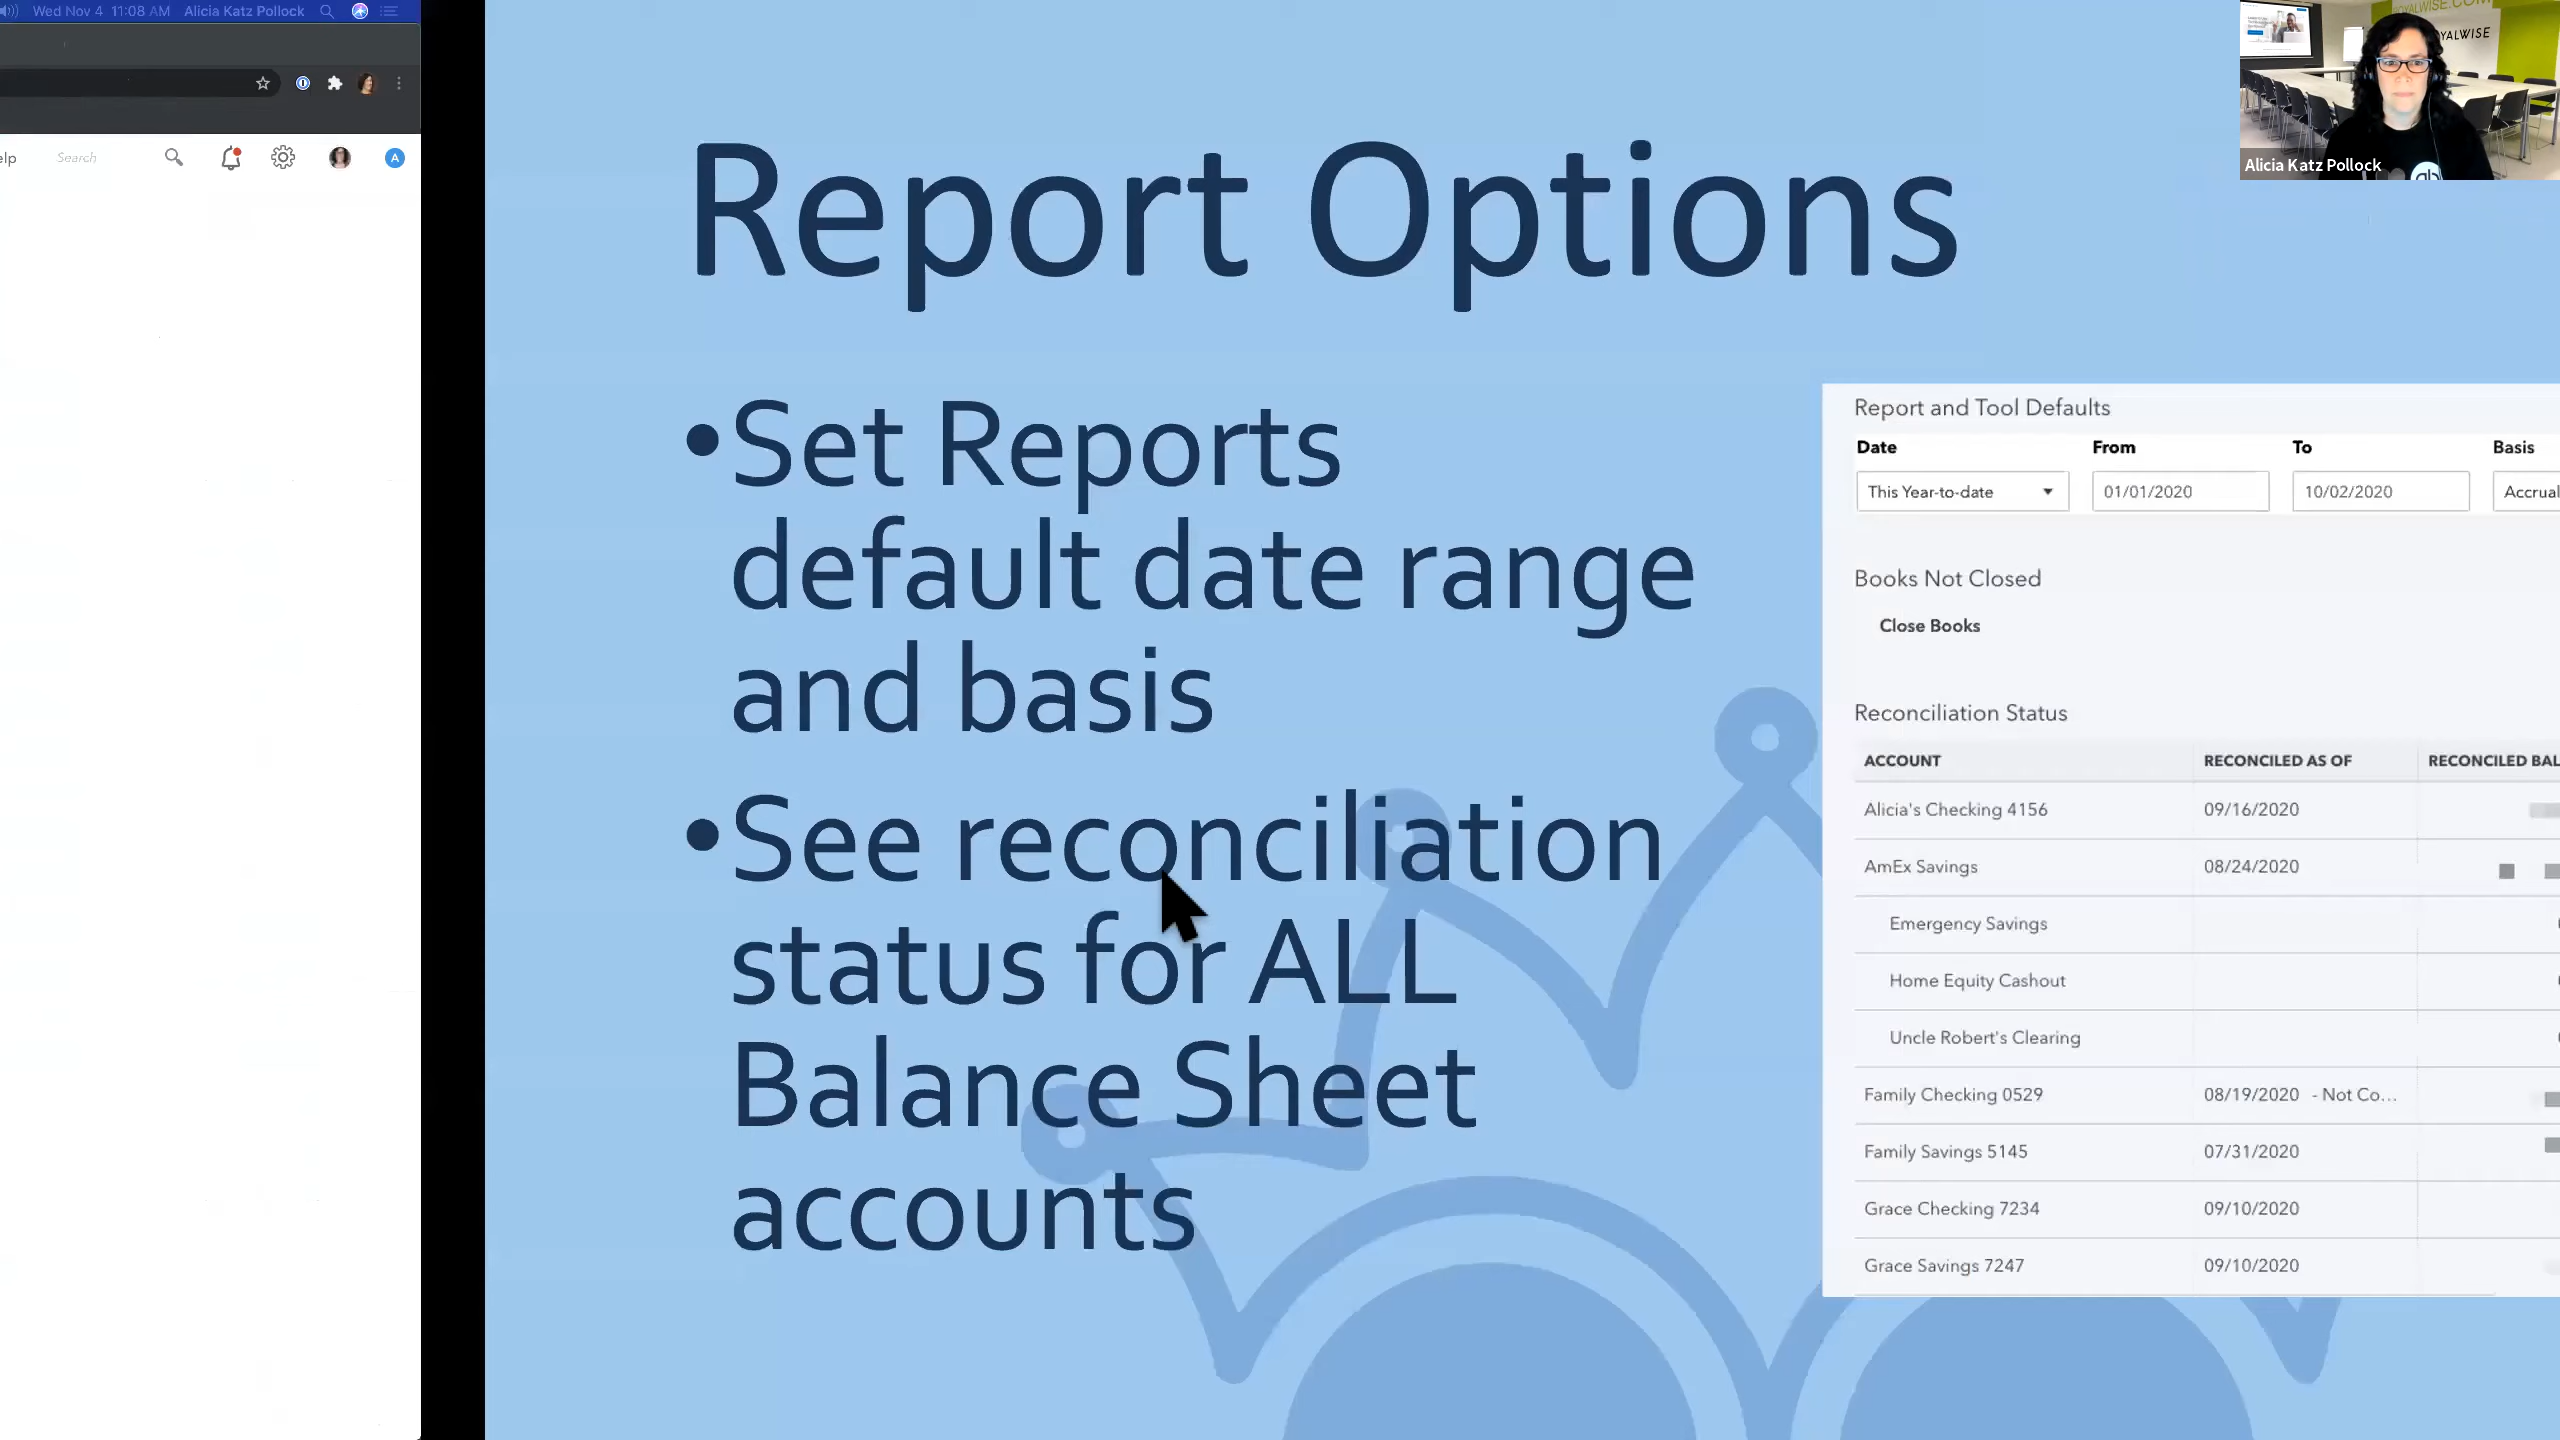 Wed Nov 4 11:08 AM Alicia Katz Pollock
elp Search
A
Report Options
•Set Reports
default date range
and basis
•See reconciliation
status for ALL
Balance Sheet
accounts
Report and Tool Defaults
Date From To Basis
This Year-to-date 01/01/2020 10/02/2020 Accrual
Books Not Closed
Close Books
Reconciliation Status
ACCOUNT RECONCILED AS OF RECONCILED BAL
Alicia's Checking 4156 09/16/2020
AmEx Savings 08/24/2020
Emergency Savings
Home Equity Cashout
Uncle Robert's Clearing
Family Checking 0529 08/19/2020 - Not Co...
Family Savings 5145 07/31/2020
Grace Checking 7234 09/10/2020
Grace Savings 7247 09/10/2020
OYALWISE.COM
OYALWISE
Alicia Katz Pollock
qb